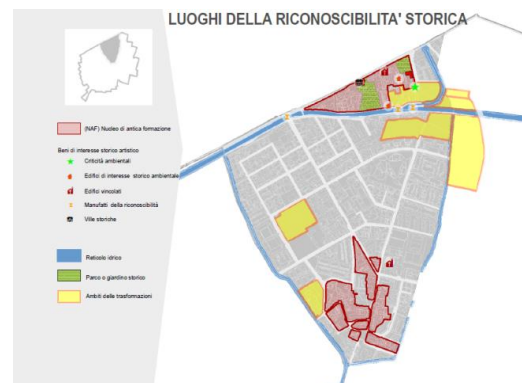 LUOGHI DELLA RICONOSCIBILITA' STORICA
(NAF) Nucleo di antica formazione
Beni di interesse storico artistico
Criticità ambientali
Edifici di interesse storico ambientale
Edifici vincolati
Manufatti della riconoscibilità
Ville storiche
Reticolo idrico
Parco o giardino storico
Ambiti delle trasformazioni